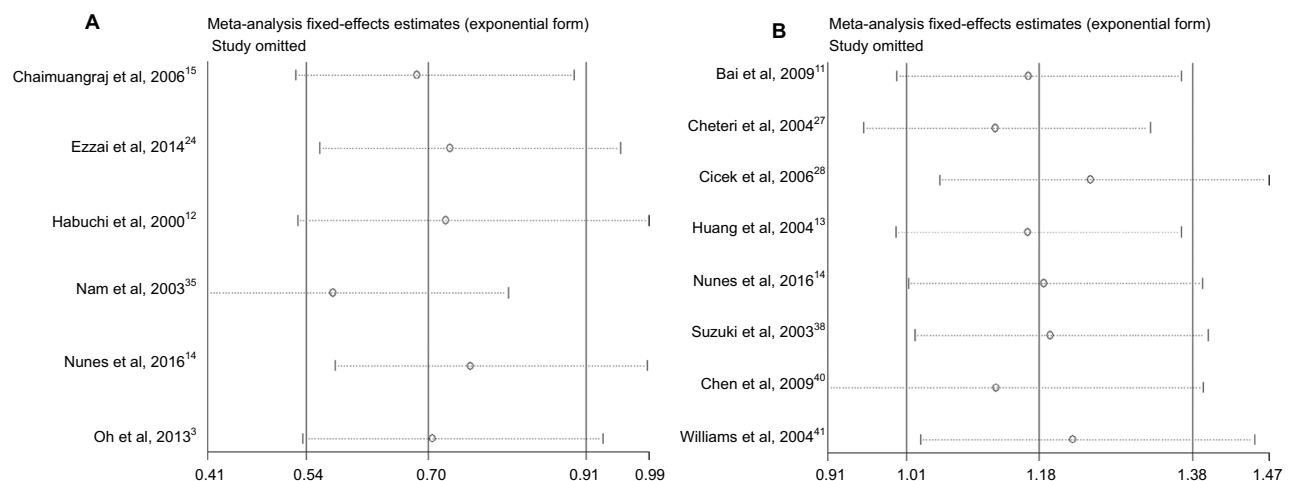 A
Meta-analysis fixed-effects estimates (exponential form)
Study omitted
Chaimuangraj et al, 2006¹⁵
Ezzai et al, 2014²⁴
Habuchi et al, 2000¹²
Nam et al, 2003³⁵
Nunes et al, 2016¹⁴
Oh et al, 2013³
0.41 0.54 0.70 0.91 0.99
B
Meta-analysis fixed-effects estimates (exponential form)
Study omitted
Bai et al, 2009¹¹
Cheteri et al, 2004²⁷
Cicek et al, 2006²⁸
Huang et al, 2004¹³
Nunes et al, 2016¹⁴
Suzuki et al, 2003³⁸
Chen et al, 2009⁴⁰
Williams et al, 2004⁴¹
0.91 1.01 1.18 1.38 1.47